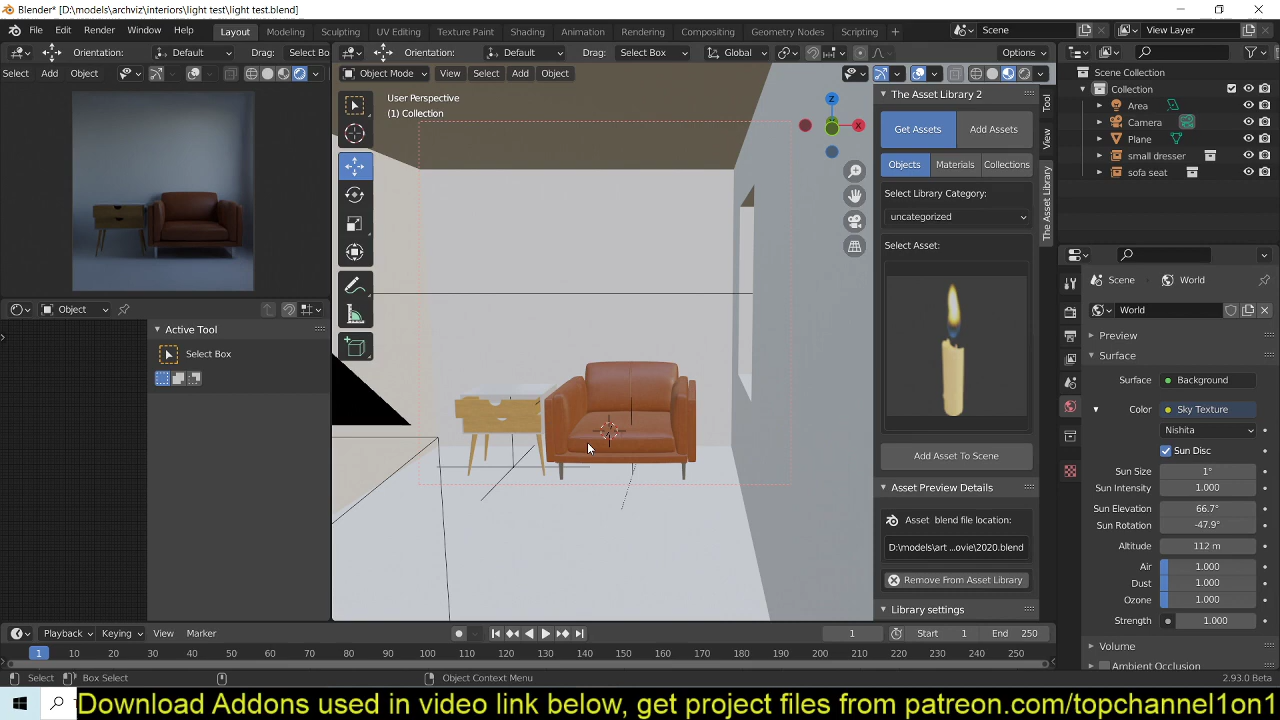 Blender* [D:\models\archviz\interiors\light test\light test.blend]
File Edit Render Window Help
Layout Modeling Sculpting UV Editing Texture Paint Shading Animation Rendering Compositing Geometry Nodes Scripting +
Scene
View Layer
Orientation: Default Drag: Select Bo
Orientation: Default Drag: Select Box Global Options
Select Add Object
Object Mode View Select Add Object
User Perspective
(1) Collection
Z
X
The Asset Library 2
Get Assets Add Assets
Objects Materials Collections
Select Library Category:
uncategorized
Select Asset:
Add Asset To Scene
Asset Preview Details
Asset blend file location:
D:\models\art ...ovie\2020.blend
Remove From Asset Library
Library settings
Tool
View
The Asset Library
Scene Collection
Collection
Area
Camera
Plane
small dresser
sofa seat
Scene World
World
Preview
Surface
Surface Background
Color Sky Texture
Nishita
Sun Disc
Sun Size 1°
Sun Intensity 1.000
Sun Elevation 66.7°
Sun Rotation -47.9°
Altitude 112 m
Air 1.000
Dust 1.000
Ozone 1.000
Strength 1.000
Volume
Ambient Occlusion
Object
Active Tool
Select Box
Playback Keying View Marker
1 Start 1 End 250
1 10 20 30 40 50 60 70 80 90 100 110 120 130 140 150 160 170 180 190 200 210 220 230 240 250
Select Box Select Object Context Menu 2.93.0 Beta
Download Addons used in video link below, get project files from patreon.com/topchannel1on1